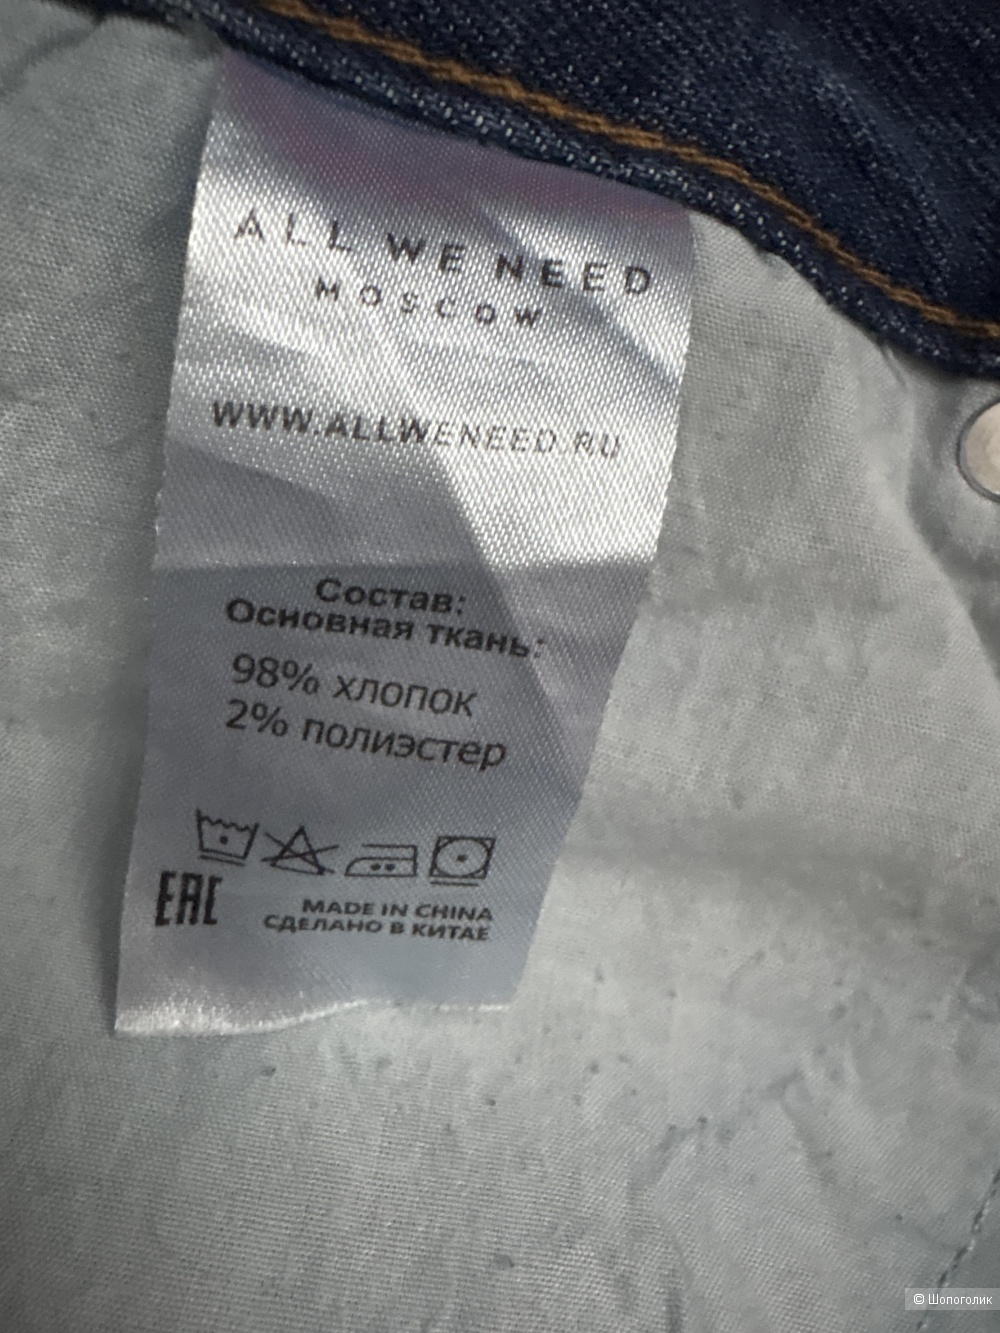 ALL WE NEED
MOSCOW
WWW.ALLWENEED.RU
Состав:
Основная ткань:
98% хлопок
2% полиэстер
EAC
MADE IN CHINA
СДЕЛАНО В КИТАЕ
© Шопоголик